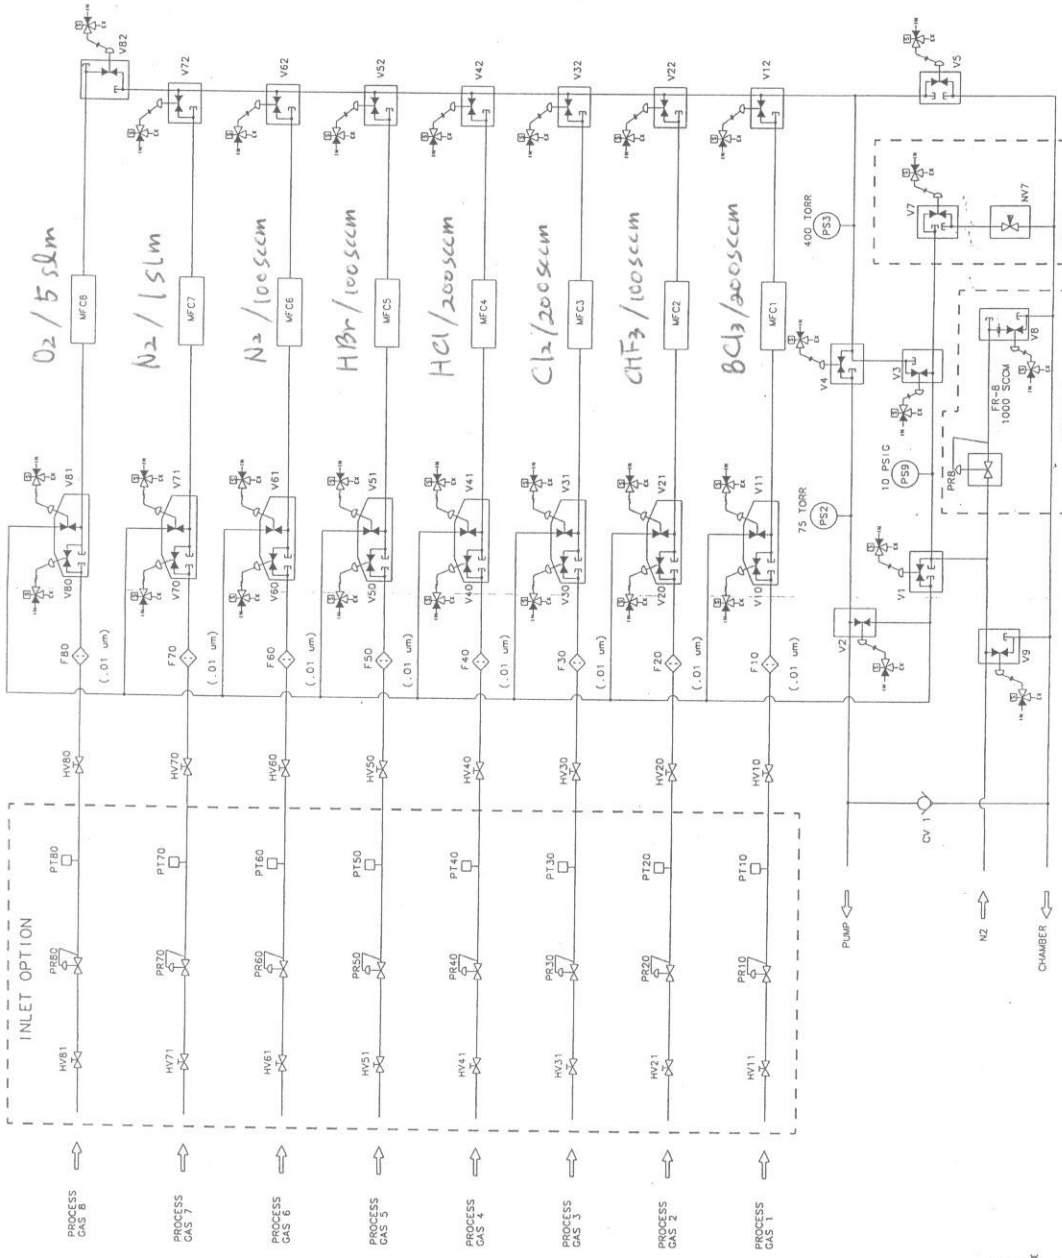 INLET OPTION
PROCESS
GAS 8
HV81
PR80
PT80
HV80
F80
(.01 um)
V80
V81
MFC8
O2 / 5 slm
V82
PROCESS
GAS 7
HV71
PR70
PT70
HV70
F70
(.01 um)
V70
V71
MFC7
N2 / 1 SLm
V72
PROCESS
GAS 6
HV61
PR60
PT60
HV60
F60
(.01 um)
V60
V61
MFC6
N2 / 100 sccm
V62
PROCESS
GAS 5
HV51
PR50
PT50
HV50
F50
(.01 um)
V50
V51
MFC5
HBr / 100 sccm
V52
PROCESS
GAS 4
HV41
PR40
PT40
HV40
F40
(.01 um)
V40
V41
MFC4
HCl / 200 sccm
V42
PROCESS
GAS 3
HV31
PR30
PT30
HV30
F30
(.01 um)
V30
V31
MFC3
Cl2 / 200 sccm
V32
PROCESS
GAS 2
HV21
PR20
PT20
HV20
F20
(.01 um)
V20
V21
MFC2
CHF3 / 100 sccm
V22
PROCESS
GAS 1
HV11
PR10
PT10
HV10
F10
(.01 um)
V10
V11
MFC1
BCl3 / 200 sccm
V12
PUMP
CV 1
V2
75 TORR
PS2
V4
400 TORR
PS3
V5
V1
10 PSIG
PS9
V3
V7
NV7
N2
V9
PR8
FR-8
1000 SCCM
V8
CHAMBER